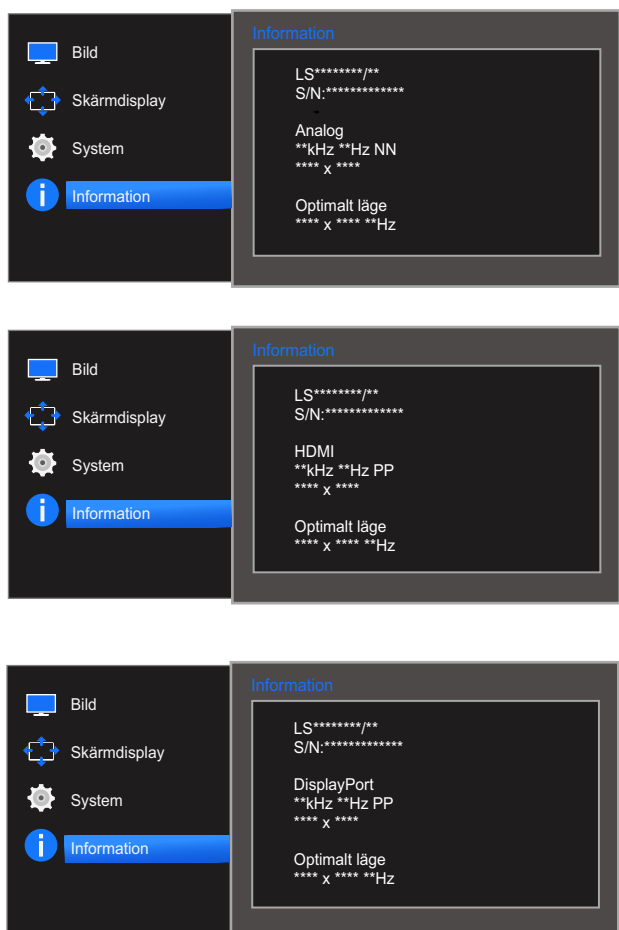 Bild
Skärmdisplay
System
Information
Information
LS********/**
S/N:*************
Analog
**kHz **Hz NN
**** x ****
Optimalt läge
**** x **** **Hz
Bild
Skärmdisplay
System
Information
Information
LS********/**
S/N:*************
HDMI
**kHz **Hz PP
**** x ****
Optimalt läge
**** x **** **Hz
Bild
Skärmdisplay
System
Information
Information
LS********/**
S/N:*************
DisplayPort
**kHz **Hz PP
**** x ****
Optimalt läge
**** x **** **Hz